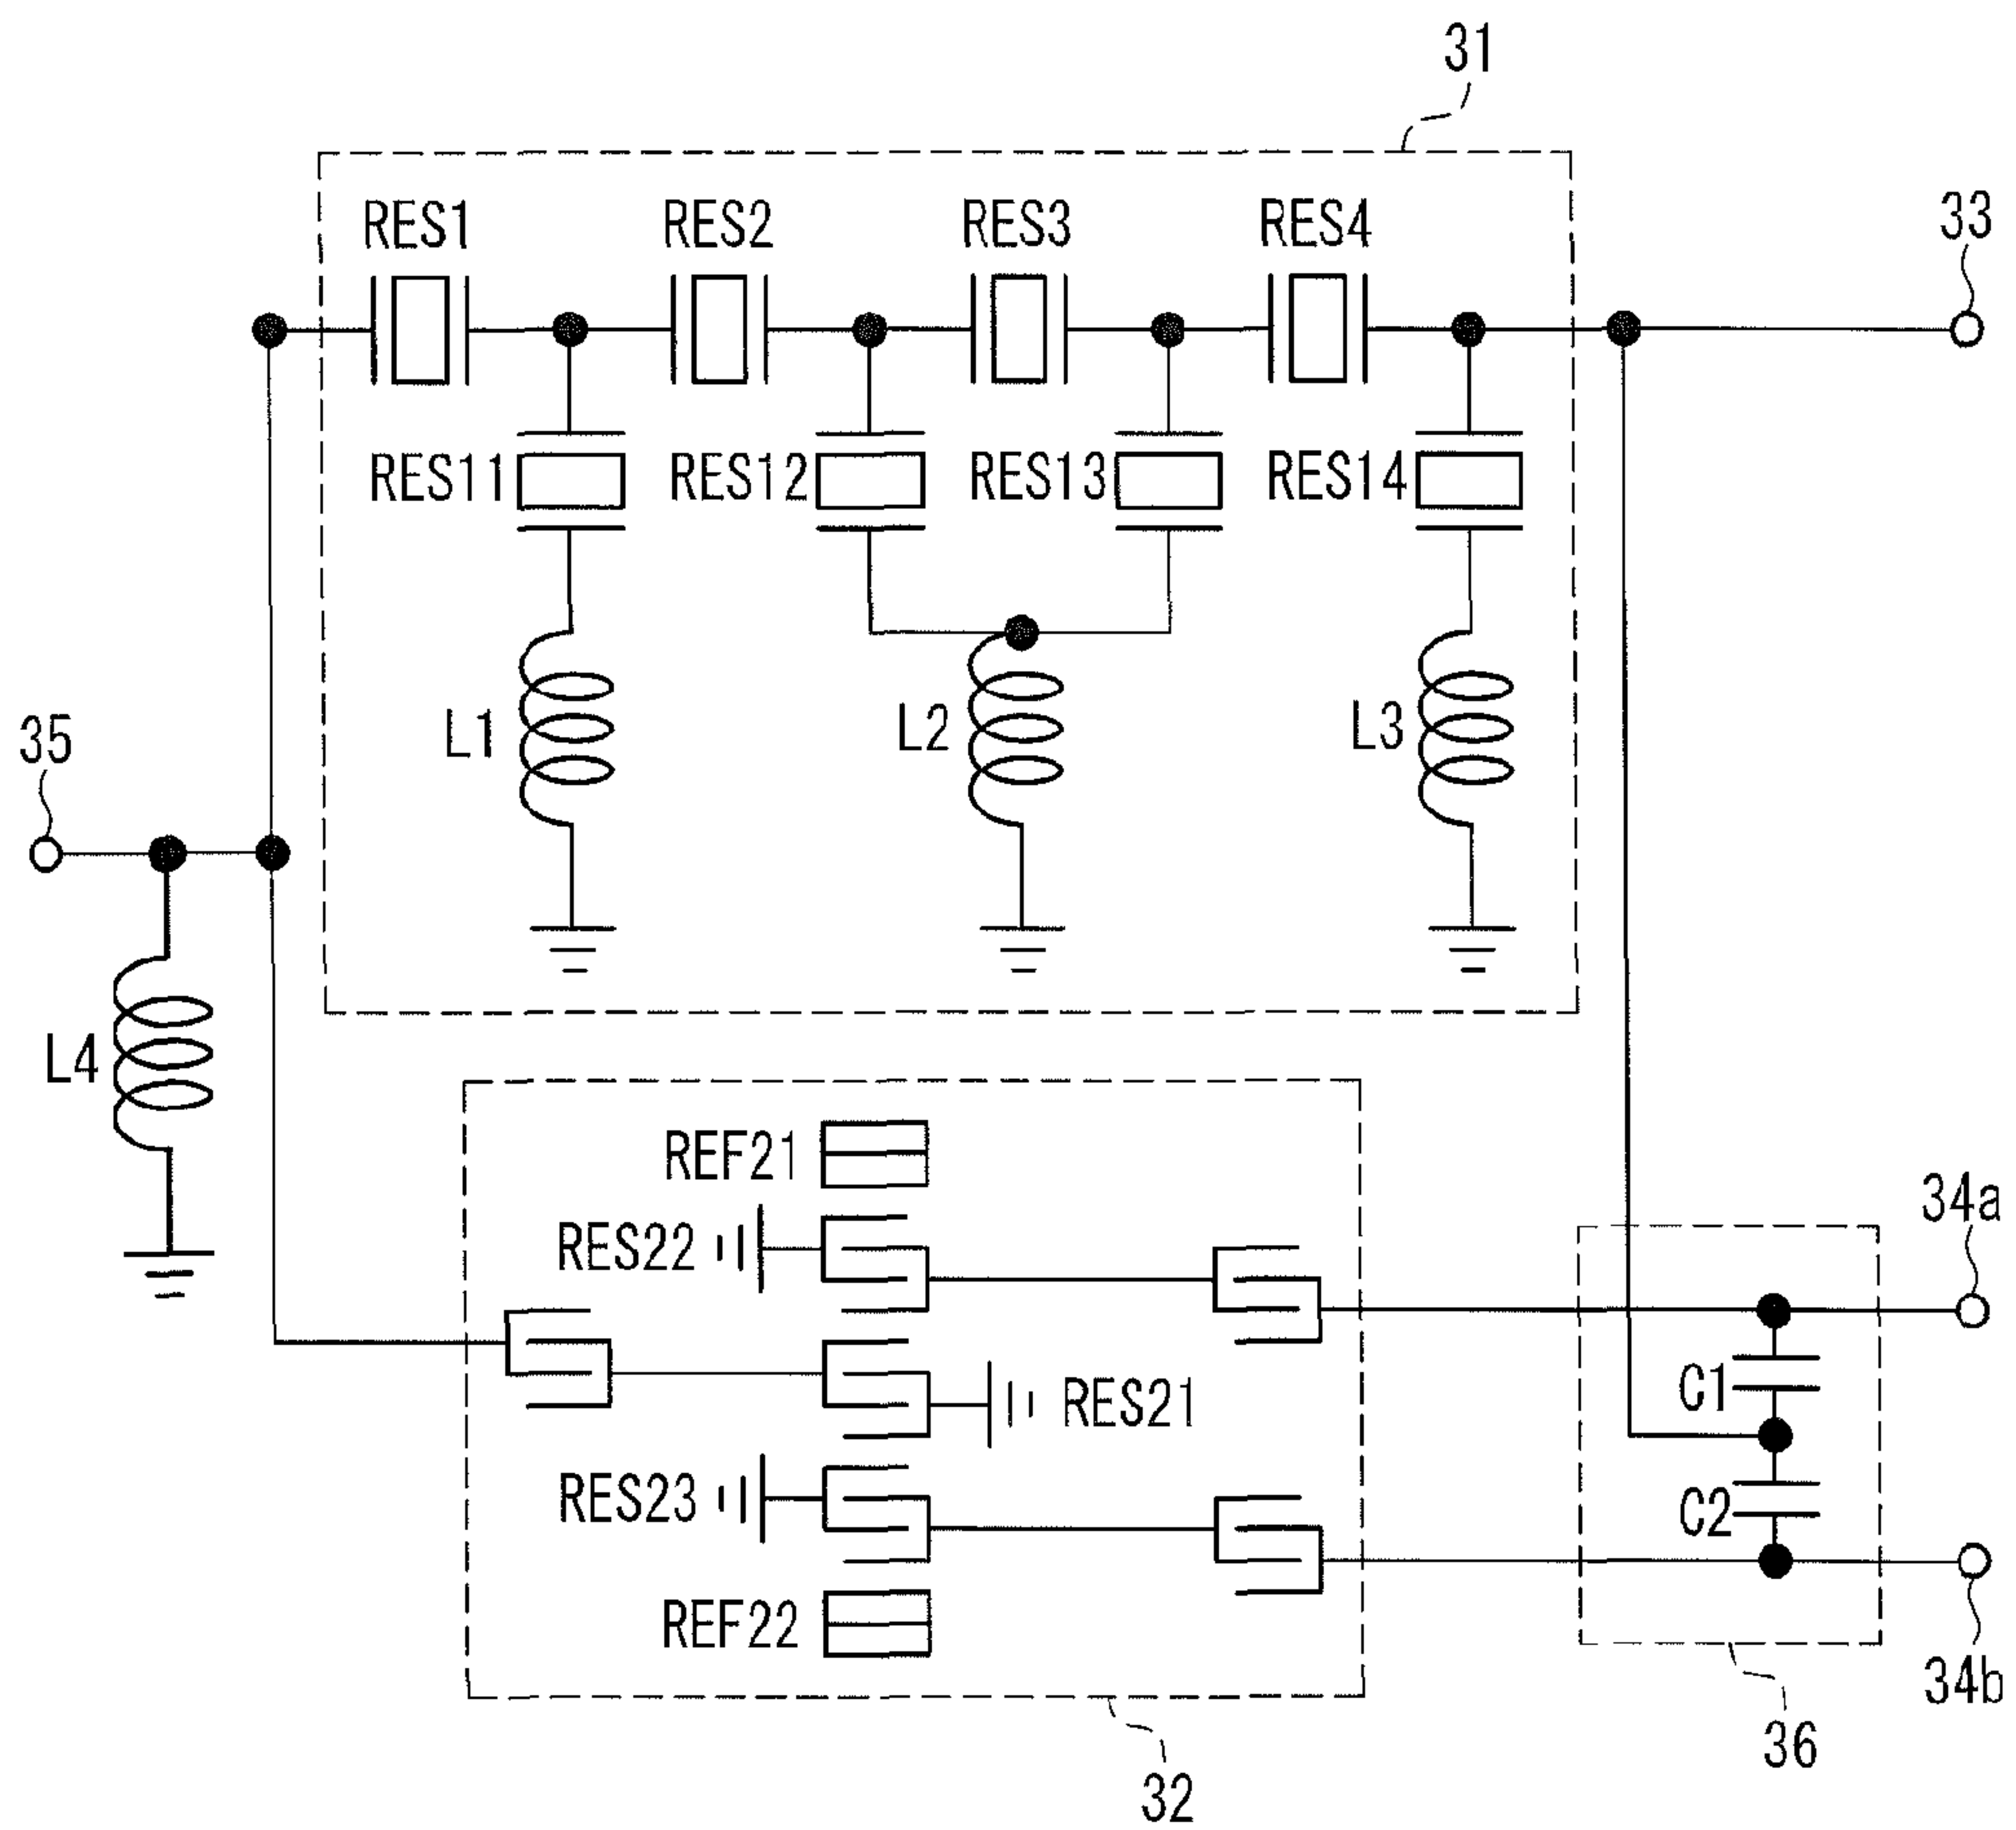 31
33
RES1
RES2
RES3
RES4
RES11
RES12
RES13
RES14
35
L1
L2
L3
L4
REF21
34a
RES22
C1
RES21
RES23
C2
REF22
34b
36
32